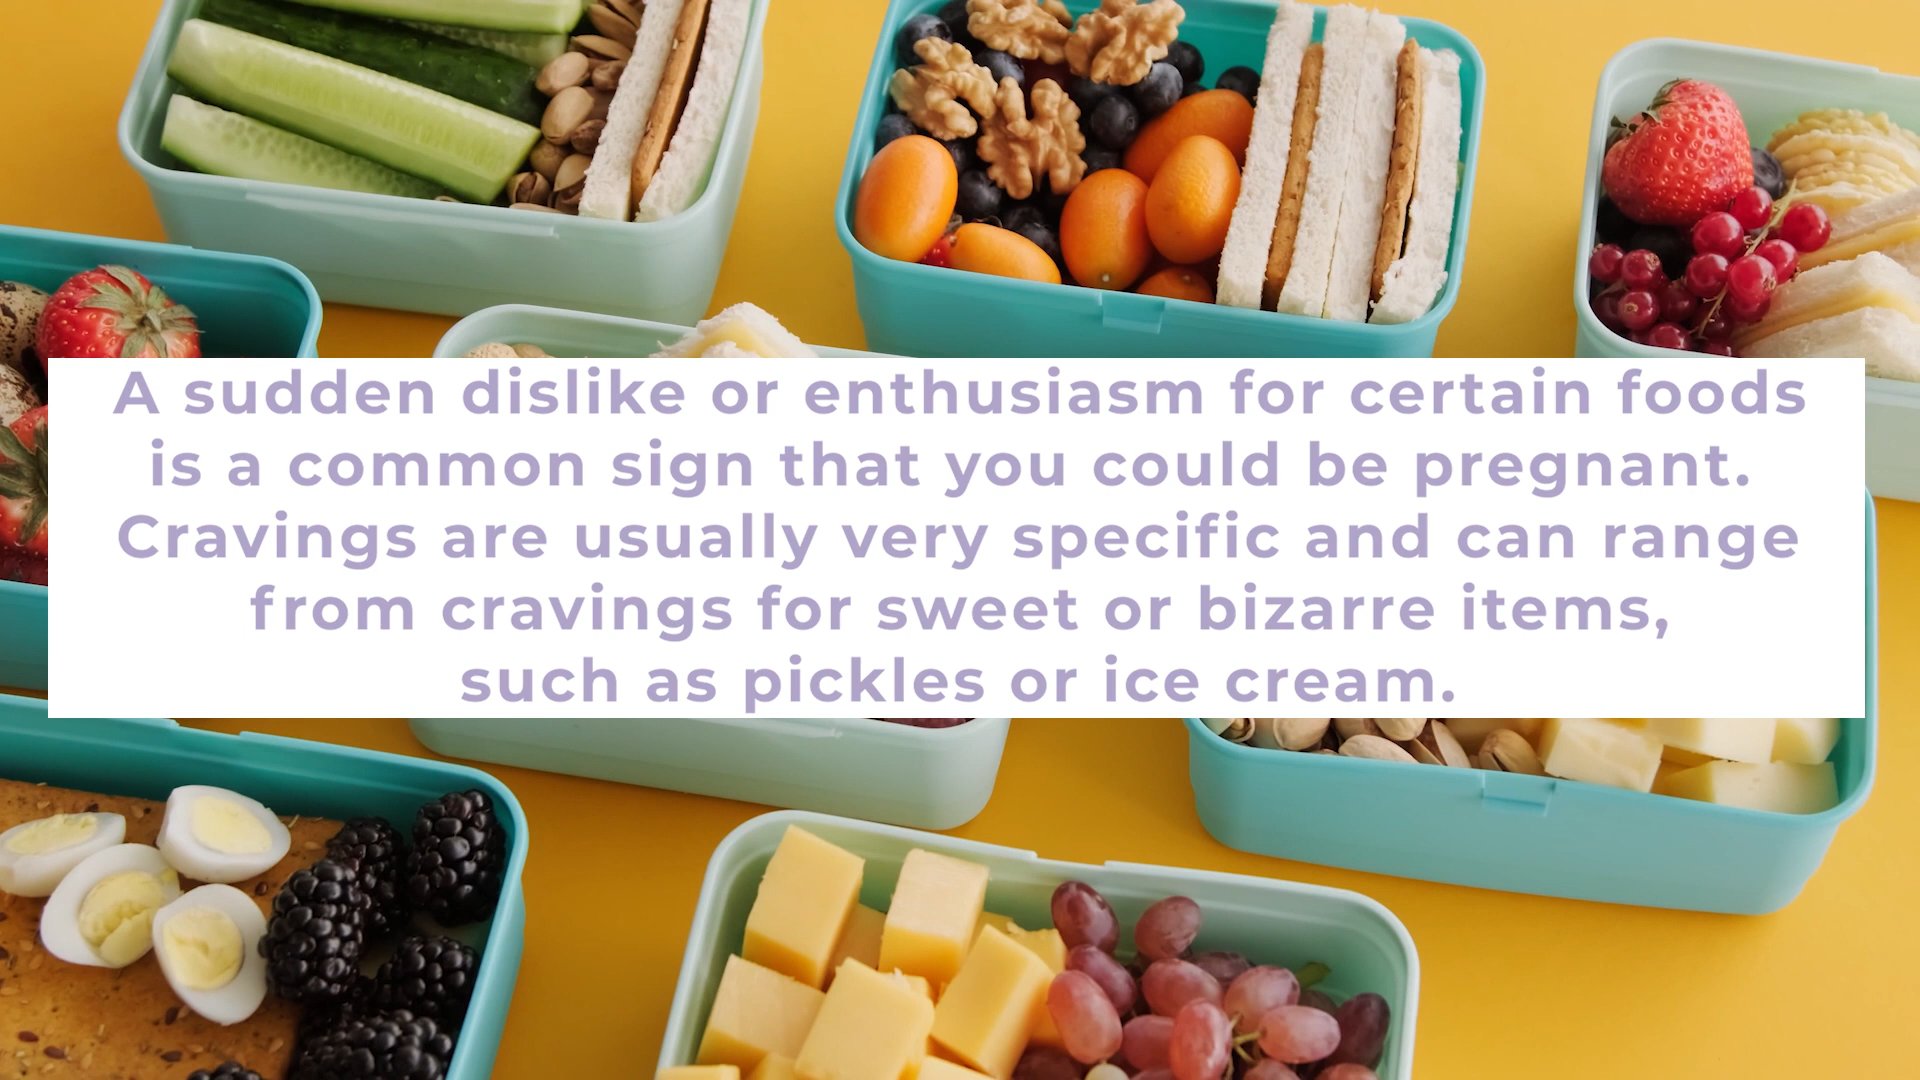 A sudden dislike or enthusiasm for certain foods
is a common sign that you could be pregnant.
Cravings are usually very specific and can range
from cravings for sweet or bizarre items,
such as pickles or ice cream.